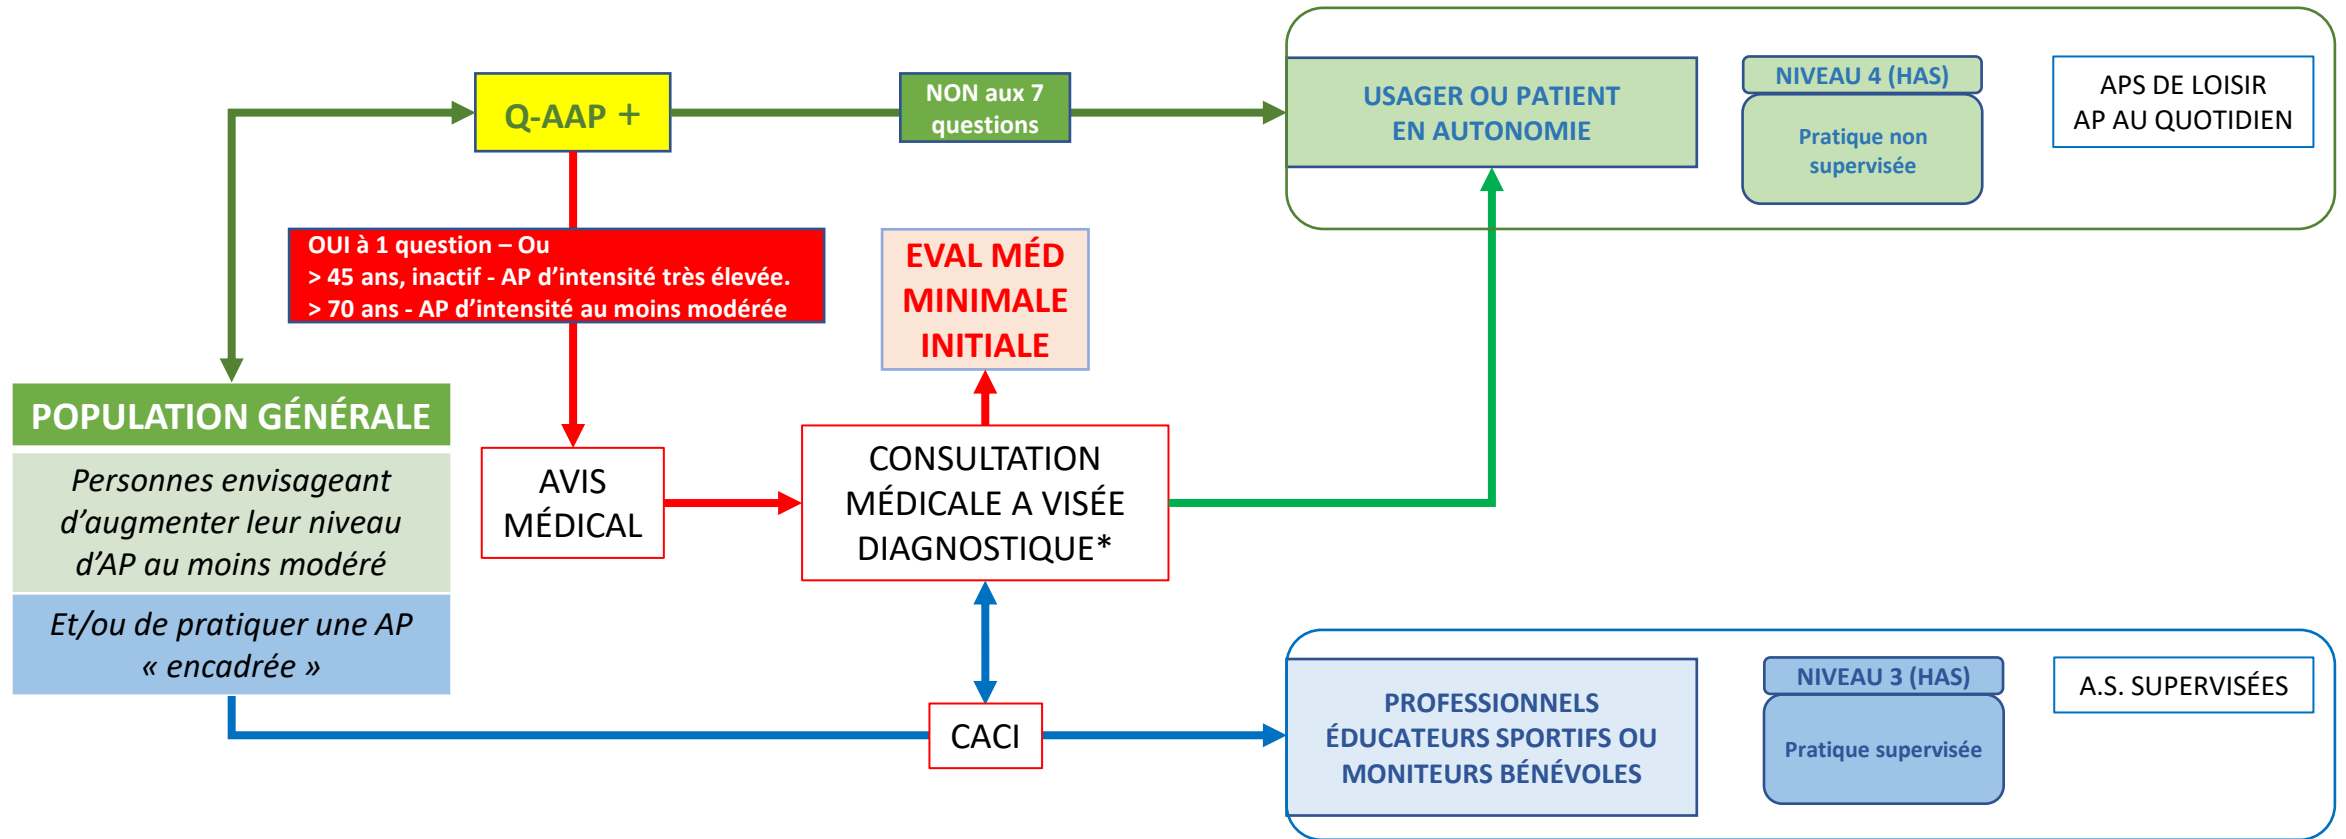 Q-AAP +
NON aux 7
questions
USAGER OU PATIENT
EN AUTONOMIE
NIVEAU 4 (HAS)
Pratique non
supervisée
APS DE LOISIR
AP AU QUOTIDIEN
OUI à 1 question – Ou
> 45 ans, inactif - AP d’intensité très élevée.
> 70 ans - AP d’intensité au moins modérée
EVAL MÉD
MINIMALE
INITIALE
POPULATION GÉNÉRALE
Personnes envisageant
d’augmenter leur niveau
d’AP au moins modéré
Et/ou de pratiquer une AP
« encadrée »
AVIS
MÉDICAL
CONSULTATION
MÉDICALE A VISÉE
DIAGNOSTIQUE*
CACI
PROFESSIONNELS
ÉDUCATEURS SPORTIFS OU
MONITEURS BÉNÉVOLES
NIVEAU 3 (HAS)
Pratique supervisée
A.S. SUPERVISÉES